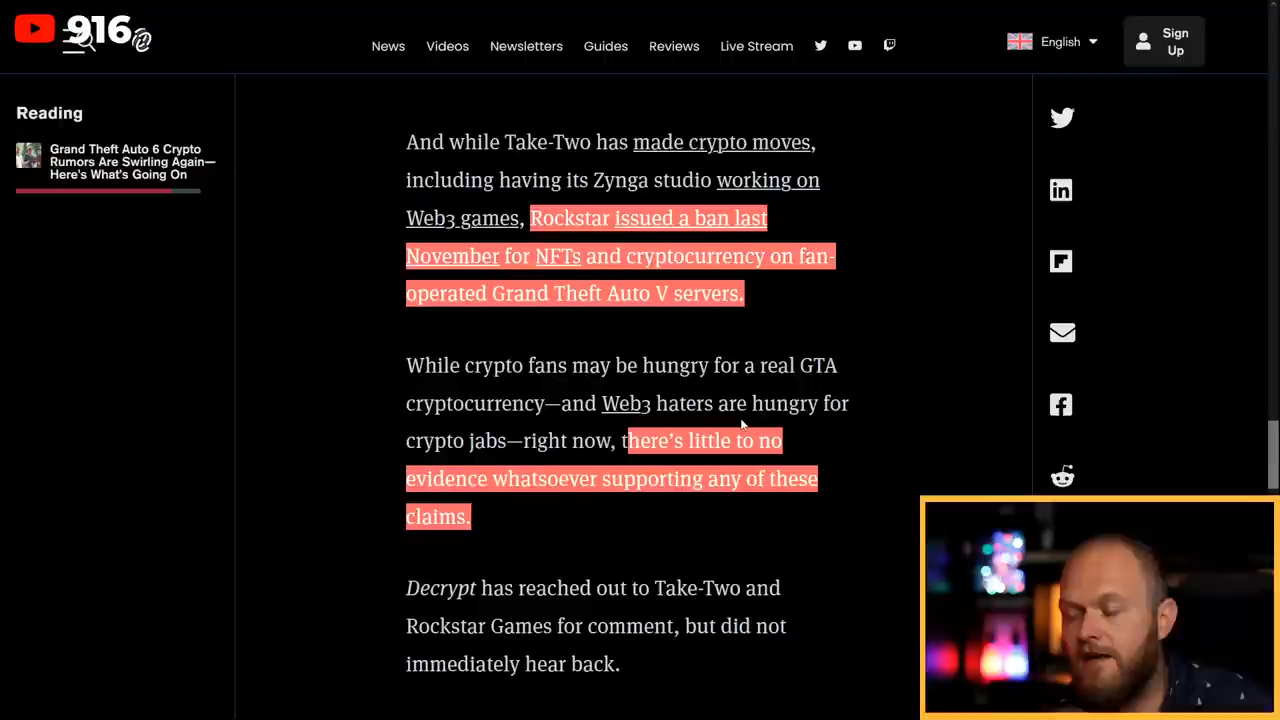 916
News
Videos
Newsletters
Guides
Reviews
Live Stream
English
Sign
Up
Reading
Grand Theft Auto 6 Crypto
Rumors Are Swirling Again—
Here's What's Going On
And while Take-Two has made crypto moves,
including having its Zynga studio working on
Web3 games, Rockstar issued a ban last
November for NFTs and cryptocurrency on fan-
operated Grand Theft Auto V servers.
While crypto fans may be hungry for a real GTA
cryptocurrency—and Web3 haters are hungry for
crypto jabs—right now, there's little to no
evidence whatsoever supporting any of these
claims.
Decrypt has reached out to Take-Two and
Rockstar Games for comment, but did not
immediately hear back.